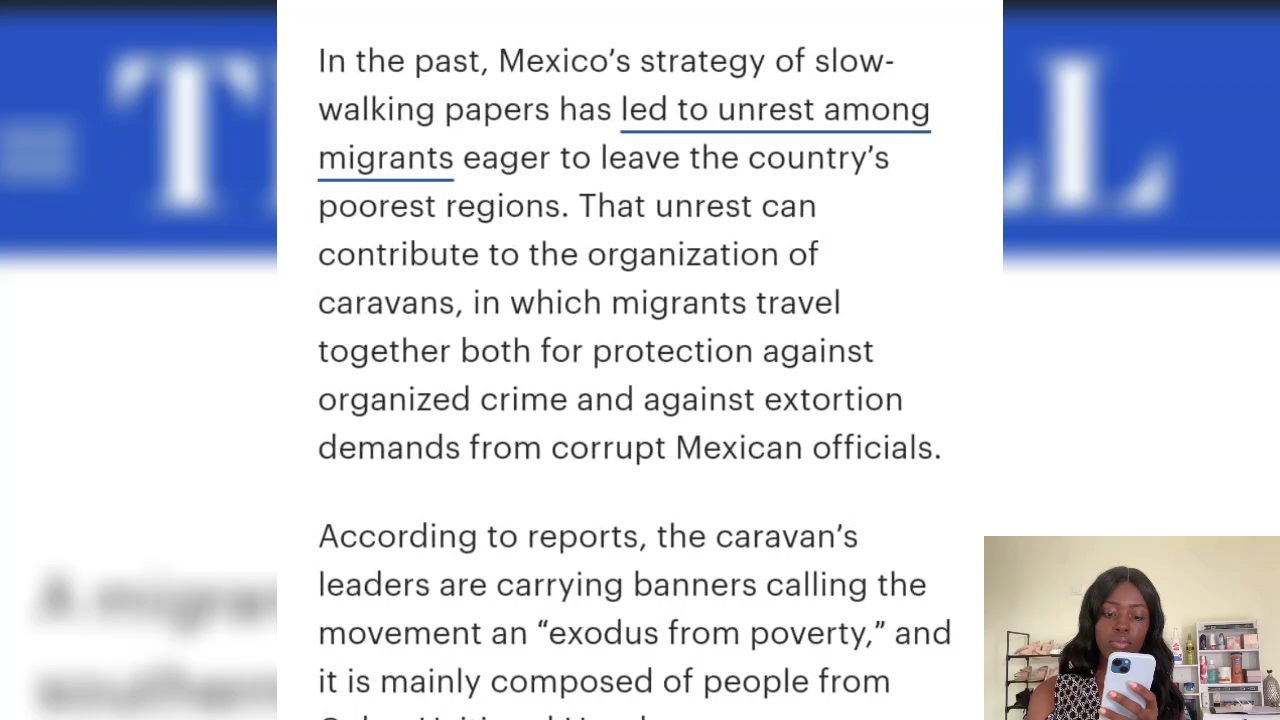 In the past, Mexico’s strategy of slow-
walking papers has led to unrest among
migrants eager to leave the country’s
poorest regions. That unrest can
contribute to the organization of
caravans, in which migrants travel
together both for protection against
organized crime and against extortion
demands from corrupt Mexican officials.
According to reports, the caravan’s
leaders are carrying banners calling the
movement an “exodus from poverty,” and
it is mainly composed of people from